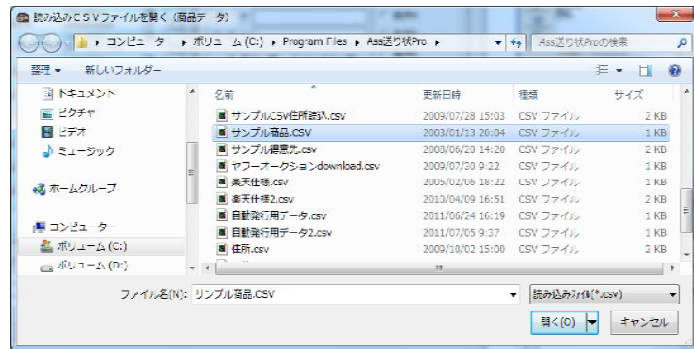 読み込みCSVファイルを開く(商品データ)
コンピュータ ▸ ボリューム (C:) ▸ Program Files ▸ Ass送り状Pro ▸
Ass送り状Proの検索
整理 ▾ 新しいフォルダー
名前 更新日時 種類 サイズ
ドキュメント
ピクチャ
ビデオ
ミュージック
ホームグループ
コンピューター
ボリューム (C:)
ボリューム (D:)
サンプルCSV住所読込.csv 2009/07/28 15:03 CSV ファイル 2 KB
サンプル商品.CSV 2003/01/13 20:04 CSV ファイル 1 KB
サンプル得意先.csv 2000/06/20 14:20 CSV ファイル 2 KB
ヤフーオークションdownload.csv 2009/07/30 9:22 CSV ファイル 1 KB
楽天仕様.csv 2005/02/06 18:22 CSV ファイル 1 KB
楽天仕様2.csv 2010/04/09 16:51 CSV ファイル 2 KB
自動発行用データ.csv 2011/06/24 16:19 CSV ファイル 1 KB
自動発行用データ2.csv 2011/07/05 9:37 CSV ファイル 1 KB
住所.csv 2009/10/02 15:00 CSV ファイル 2 KB
ファイル名(N): サンプル商品.CSV
読み込みファイル(*.csv)
開く(O) キャンセル